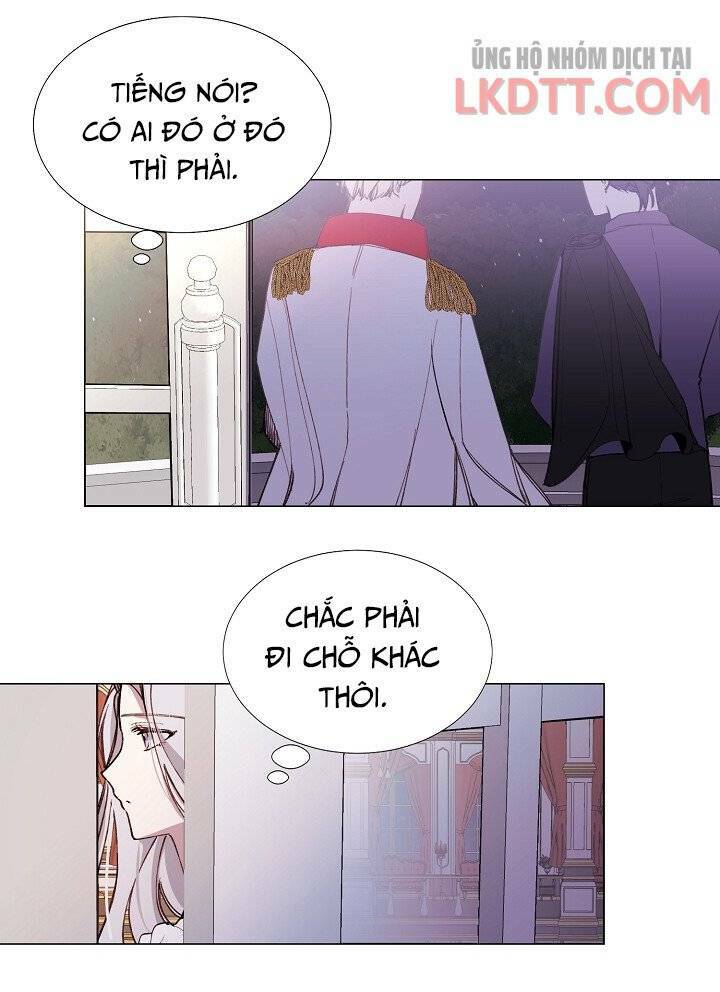 ỦNG HỘ NHÓM DỊCH TẠI
LKDTT.COM
TIẾNG NÓI?
CÓ AI ĐÓ Ở ĐÓ
THÌ PHẢI.
CHẮC PHẢI
ĐI CHỖ KHÁC
THÔI.